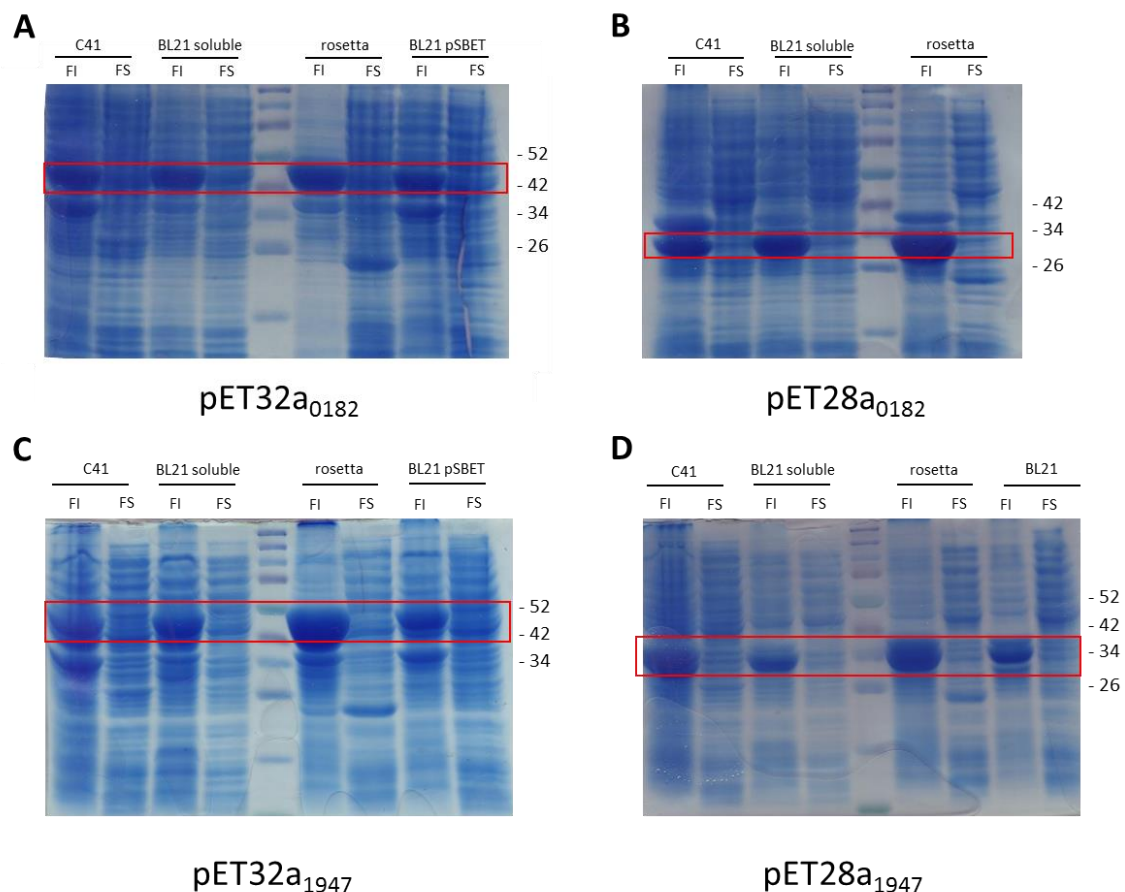 A
C41 BL21 soluble rosetta BL21 pSBET
FI FS FI FS FI FS FI FS
- 52
- 42
- 34
- 26
pET32a0182
B
C41 BL21 soluble rosetta
FI FS FI FS FI FS
- 42
- 34
- 26
pET28a0182
C
C41 BL21 soluble rosetta BL21 pSBET
FI FS FI FS FI FS FI FS
- 52
- 42
- 34
pET32a1947
D
C41 BL21 soluble rosetta BL21
FI FS FI FS FI FS FI FS
- 52
- 42
- 34
- 26
pET28a1947